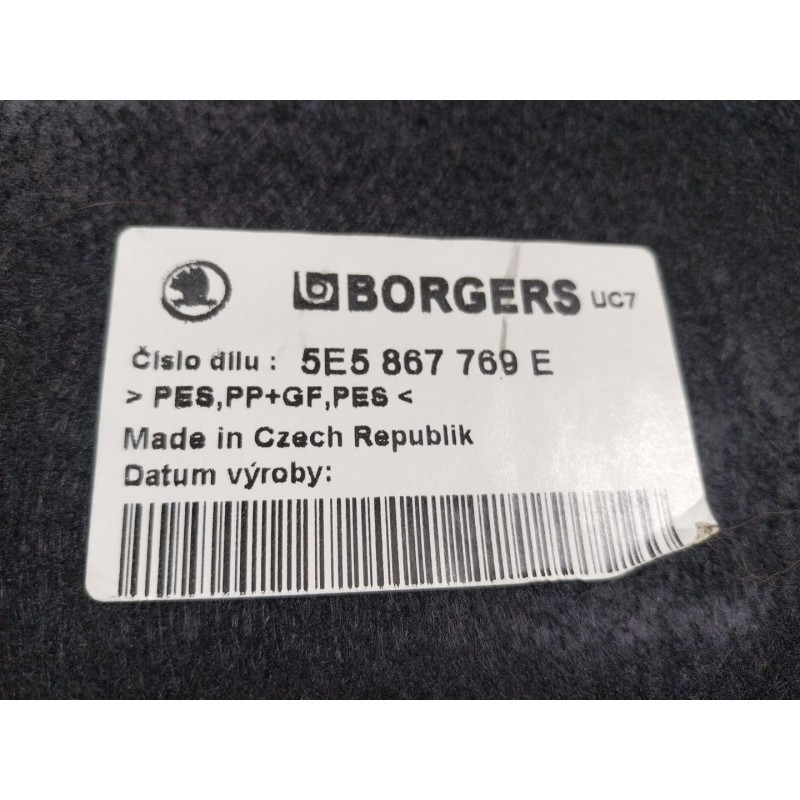 BORGERS UC7
Číslo dílu : 5E5 867 769 E
> PES,PP+GF,PES <
Made in Czech Republik
Datum výroby: